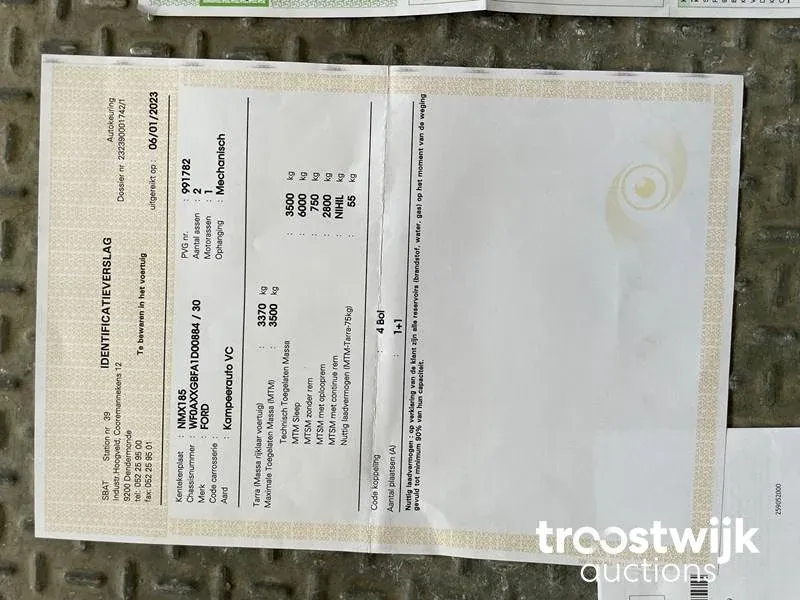 IDENTIFICATIEVERSLAG
SBAT Station nr 39
Industr.Hoogveld, Cooremannekens 12
9200 Dendermonde
tel: 052 25 95 00
fax: 052 25 95 01
Autokeuring
Dossier nr 232390001742/1
Te bewaren in het voertuig
uitgereikt op : 06/01/2023
Kentekenplaat : NMX185
Chassisnummer : WF0AXXGBFA1D00884 / 30
Merk : FORD
Code carrosserie :
Aard : Kampeerauto VC
PVG nr. : 991782
Aantal assen : 2
Motorassen : 1
Ophanging : Mechanisch
Tarra (Massa rijklaar voertuig) : 3370 kg
Maximale Toegelaten Massa (MTM) : 3500 kg
Technisch Toegelaten Massa : 3500 kg
MTM Sleep : 6000 kg
MTSM zonder rem : 750 kg
MTSM met oplooprem : 2800 kg
MTSM met continue rem : NIHIL kg
Nuttig laadvermogen (MTM-Tarra-75kg) : 55 kg
Code koppeling : 4 Bol
Aantal plaatsen (A) : 1+1
Nuttig laadvermogen : op verklaring van de klant zijn alle reservoirs (brandstof, water, gas) op het moment van de weging
gevuld tot minimum 90% van hun capaciteit.
259052000
troostwijk
auctions